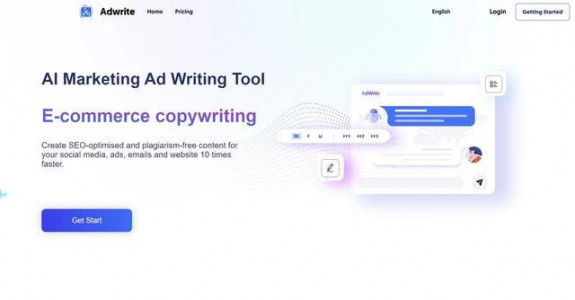 Adwrite
Home
Pricing
English
Login
Getting Started
AI Marketing Ad Writing Tool
E-commerce copywriting
Create SEO-optimised and plagiarism-free content for
your social media, ads, emails and website 10 times
faster.
Get Start
AdWrite
B I U H1 H2 H3